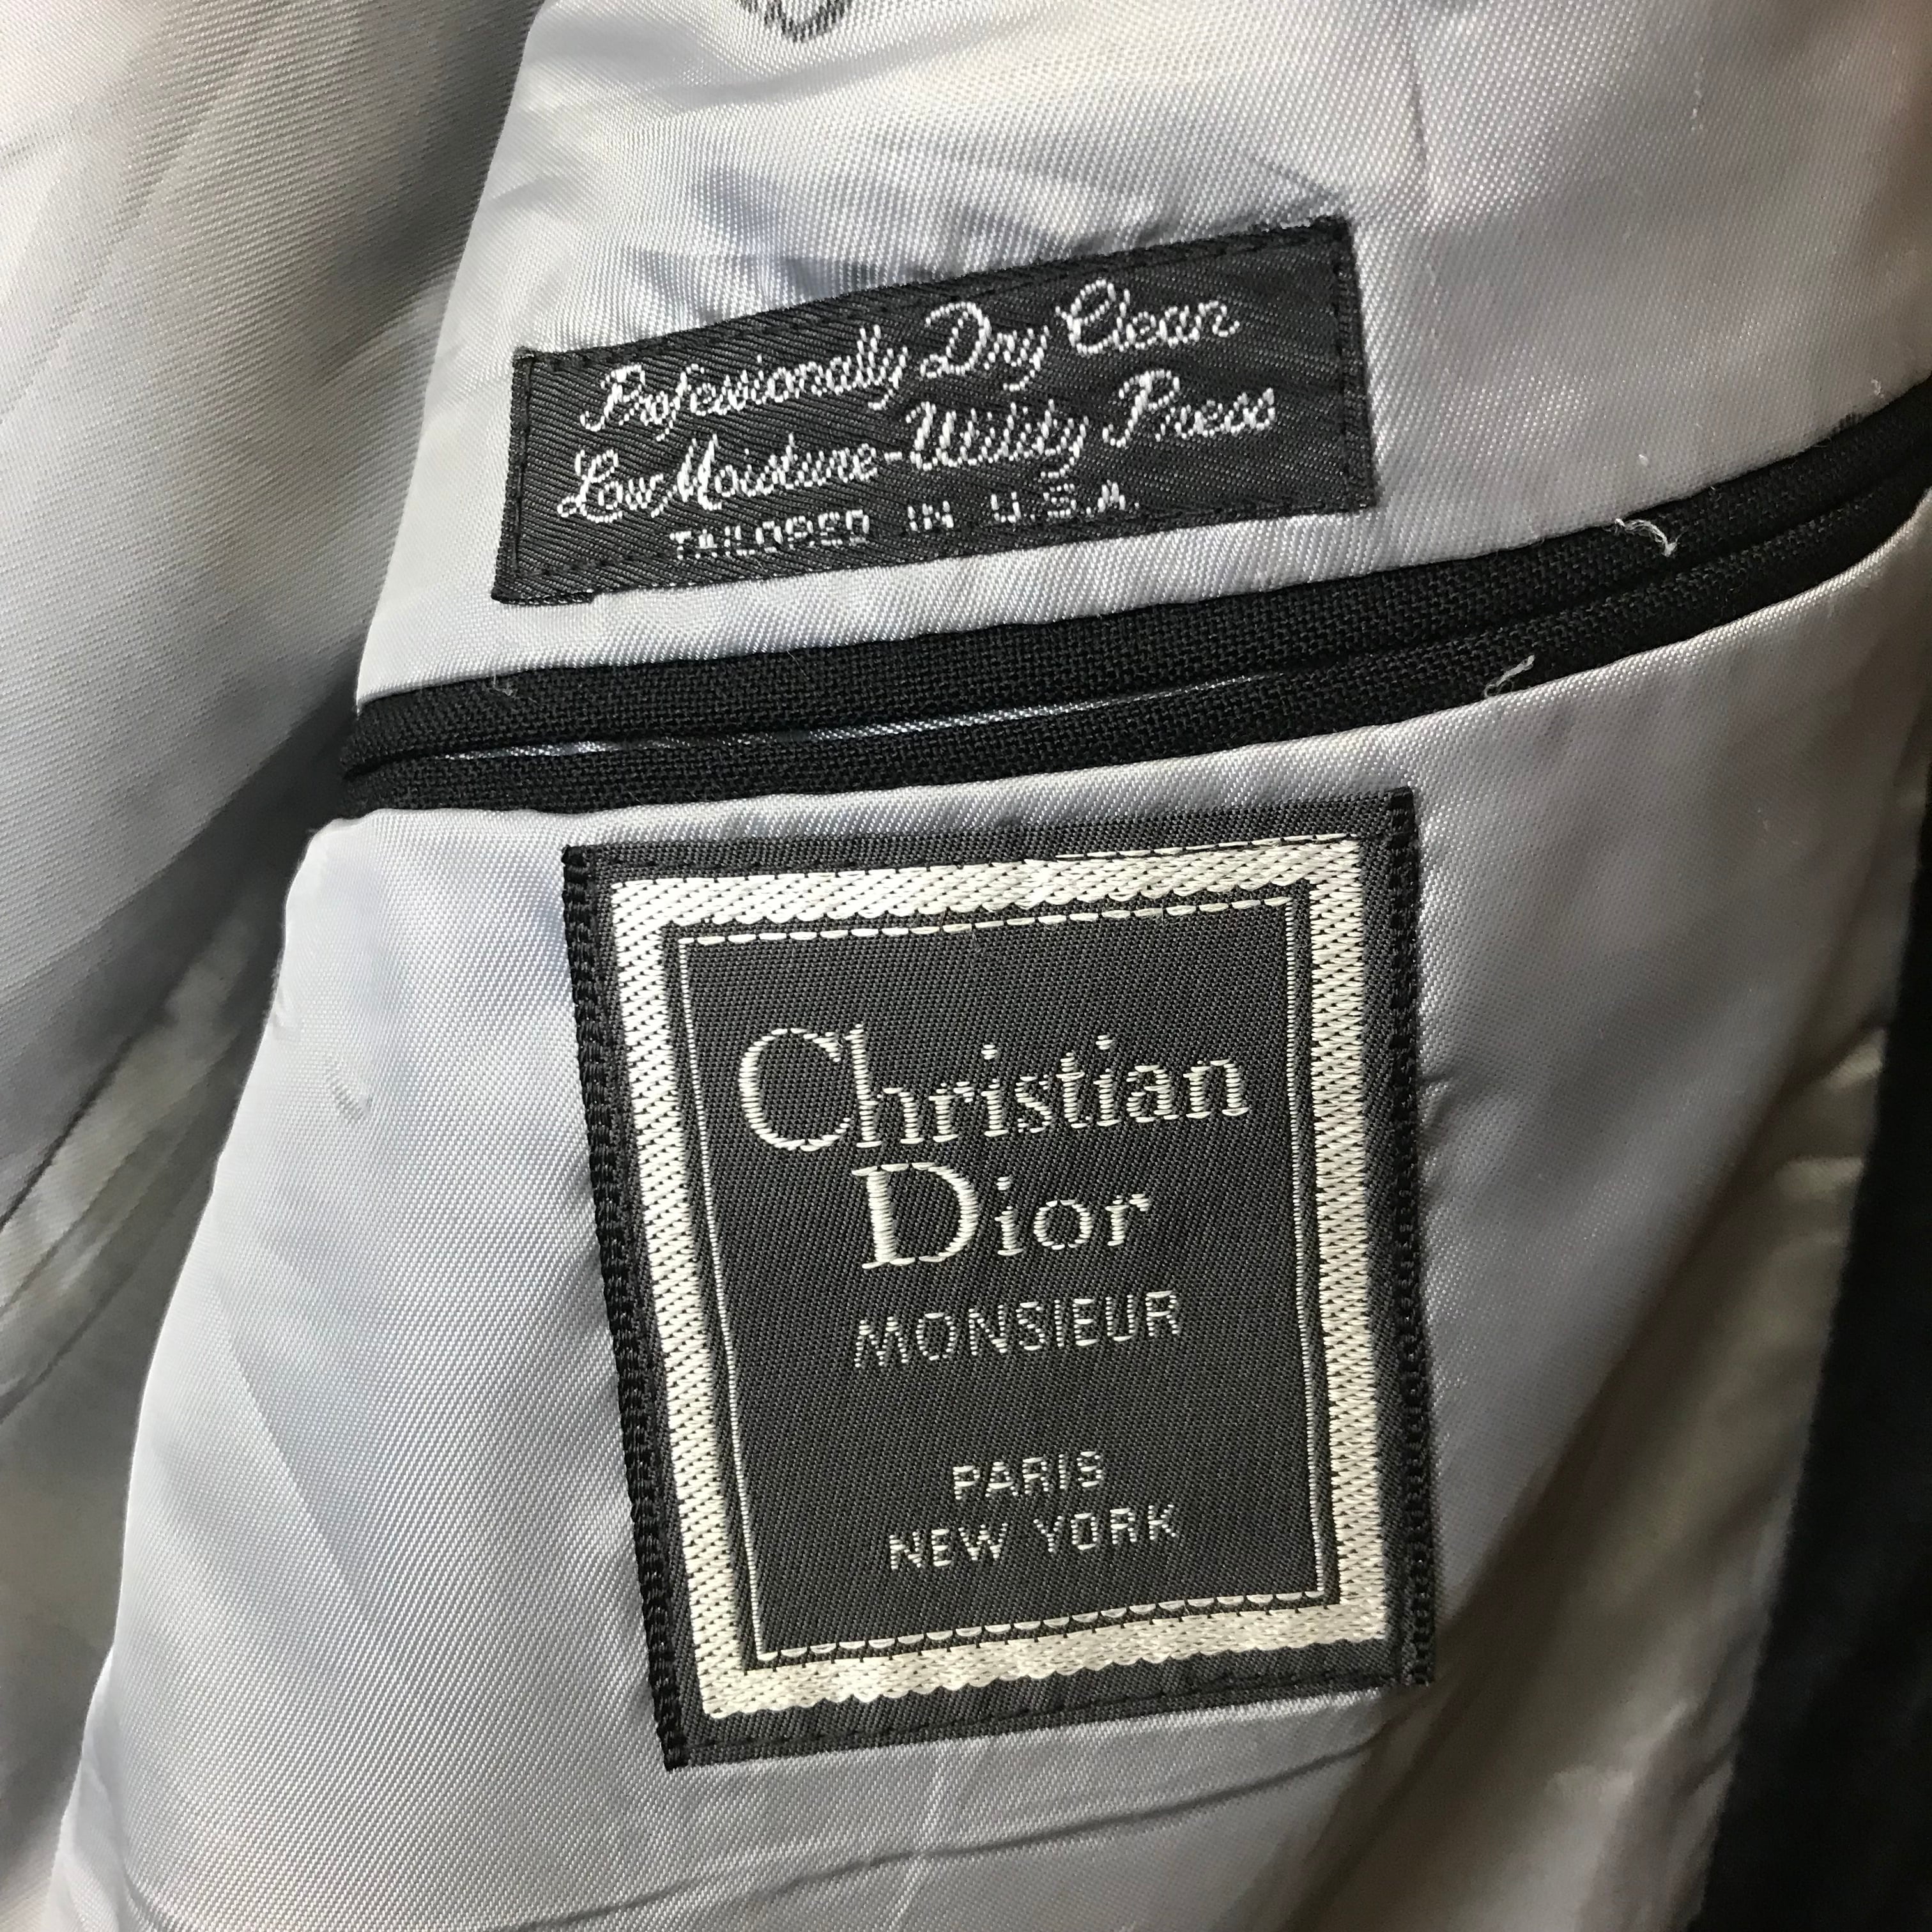 Professionally Dry Clean
Low Moisture-Utility Press
TAILORED IN U.S.A.
Christian
Dior
MONSIEUR
PARIS
NEW YORK